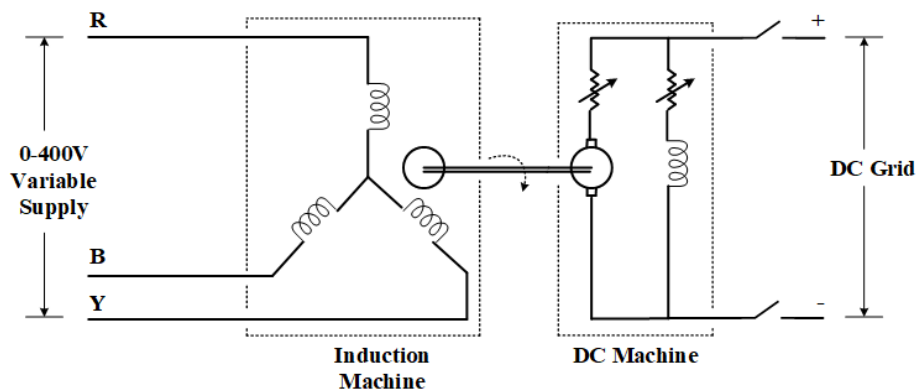 R
+
0-400V
Variable
Supply
DC Grid
B
Y
-
Induction
Machine
DC Machine